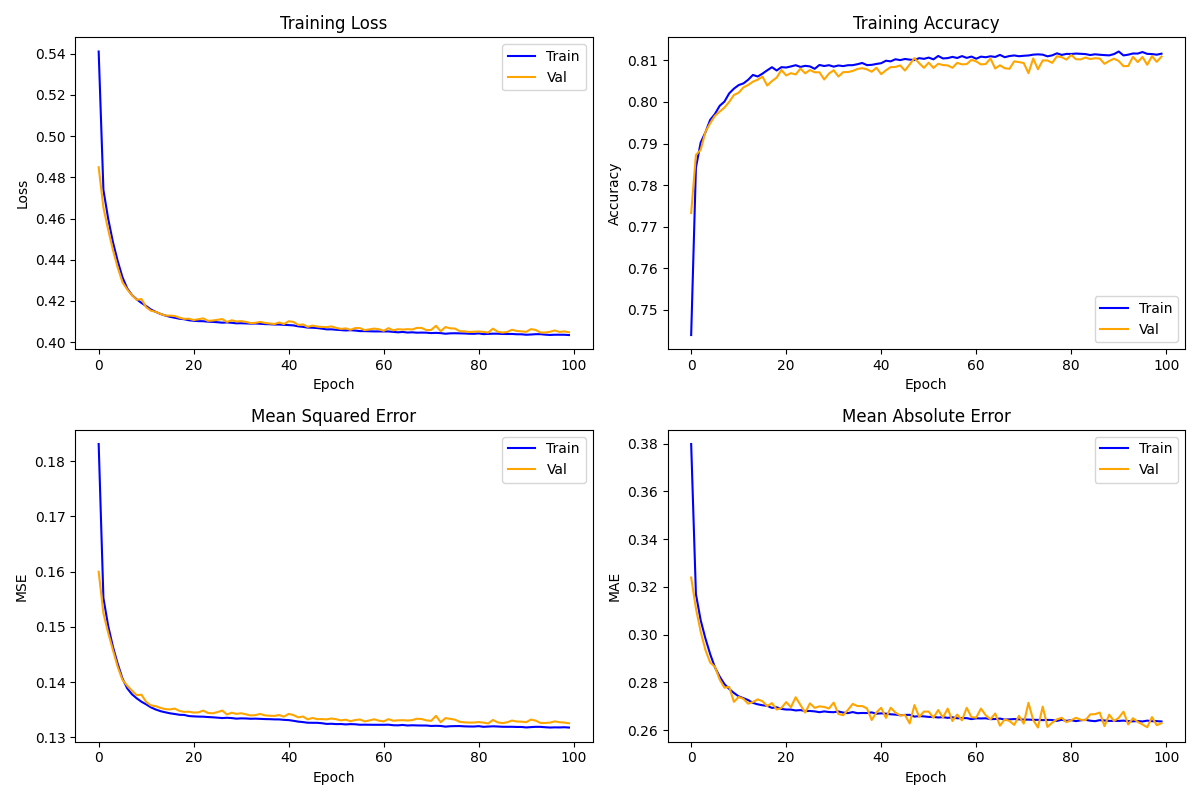 Training Loss
Loss
0.54
0.52
0.50
0.48
0.46
0.44
0.42
0.40
0 20 40 60 80 100
Epoch
Train
Val
Training Accuracy
Accuracy
0.81
0.80
0.79
0.78
0.77
0.76
0.75
0 20 40 60 80 100
Epoch
Train
Val
Mean Squared Error
MSE
0.18
0.17
0.16
0.15
0.14
0.13
0 20 40 60 80 100
Epoch
Train
Val
Mean Absolute Error
MAE
0.38
0.36
0.34
0.32
0.30
0.28
0.26
0 20 40 60 80 100
Epoch
Train
Val